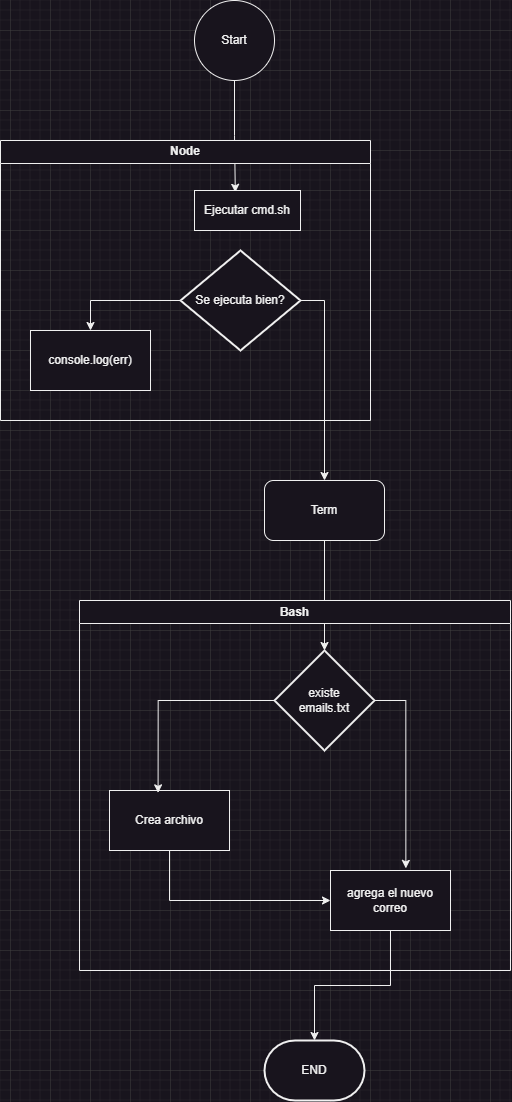 Start
Node
Ejecutar cmd.sh
Se ejecuta bien?
console.log(err)
Term
Bash
existe
emails.txt
Crea archivo
agrega el nuevo
correo
END